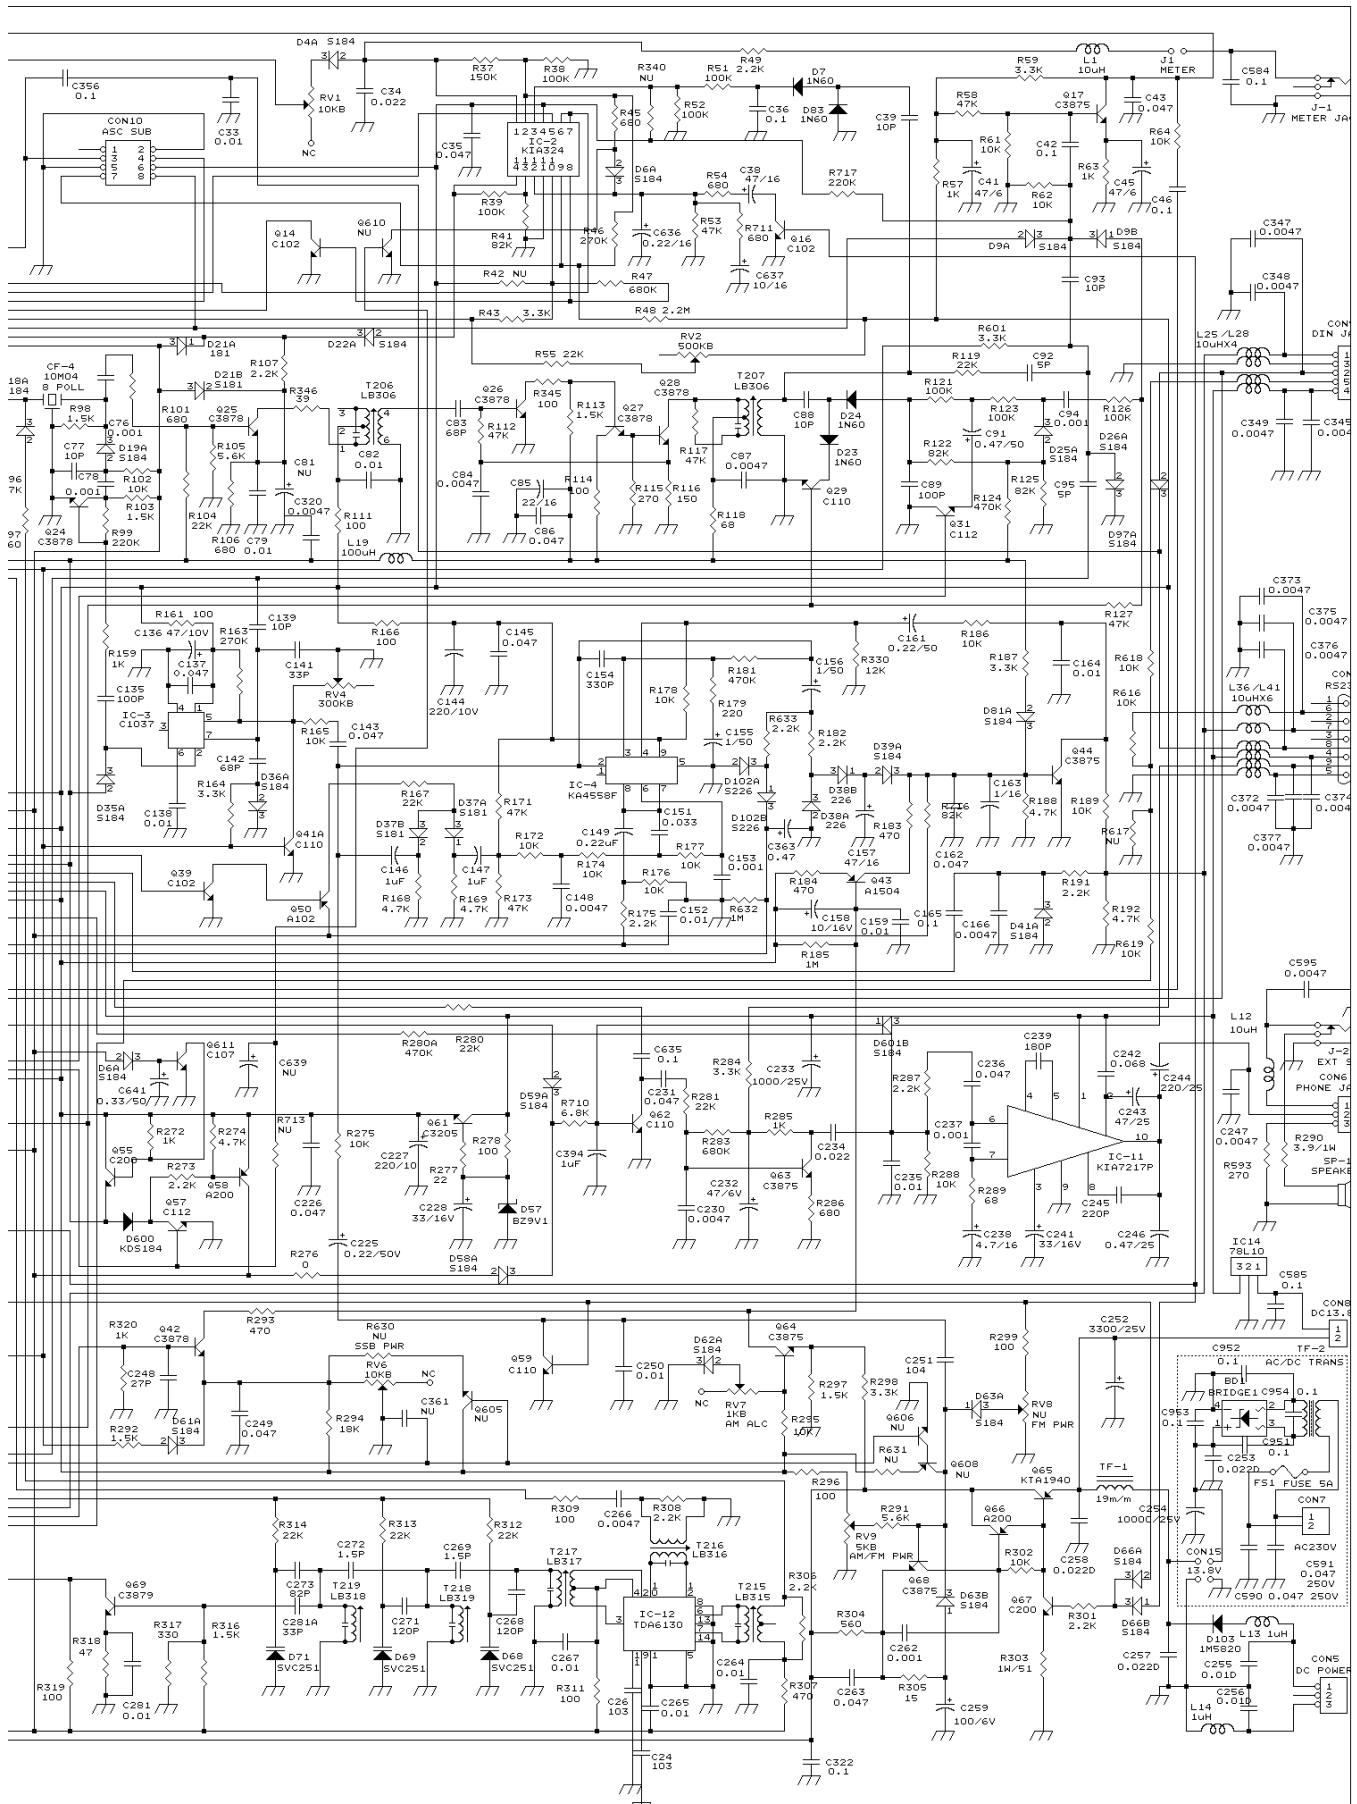 D4A S184
C356
0.1
C33
0.01
RV1
10KB
NC
C34
0.022
R37
150K
R38
100K
R340
NU
R51
100K
R49
2.2K
D7
1N60
D83
1N60
R52
100K
C36
0.1
R45
680
C39
10P
R59
3.3K
L1
10uH
J1
METER
R58
47K
Q17
C3875
C43
0.047
R64
10K
C584
0.1
J-1
CON10
ASC SUB
1 2
3 4
5 6
7 8
C35
0.047
1234567
IC-2
KIA324
11111
4321098
D6A
S184
R54
680
C38
47/16
R717
220K
R61
10K
C42
0.1
R57
1K
C41
47/6
R62
10K
R63
1K
C45
47/6
C46
0.1
R39
100K
R41
82K
Q14
C102
Q610
NU
R46
270K
C636
0.22/16
R53
47K
R711
680
Q16
C102
C637
10/16
D9A S184
D9B
S184
C347
0.0047
C348
0.0047
C93
10P
R42 NU
R47
680K
R43 3.3K
R48 2.2M
RV2
500KB
R601
3.3K
L25/L28
10uHX4
D21A
181
D22A S184
R55 22K
CF-4
10M04
8 POLL
R107
2.2K
D21B
S181
R346
39
T206
LB306
Q26
C3878
R345
100
R113
1.5K
Q27
C3878
Q28
C3878
T207
LB306
C88
10P
D24
1N60
D23
1N60
R119
22K
C92
5P
R121
100K
R123
100K
C94
0.001
R126
100K
R98
1.5K
C76
0.001
R101
680
Q25
C3878
C83
68P
R112
47K
R117
47K
R122
82K
C91
0.47/50
D25A
S184
D26A
S184
C349
0.0047
C77
10P
C78
0.001
D19A
S184
R102
10K
R103
1.5K
R105
5.6K
C81
NU
C82
0.01
C84
0.0047
C85
22/16
C86
0.047
R114
100
R115
270
R116
150
C87
0.0047
Q29
C110
C89
100P
R124
470K
R125
82K
C95
5P
Q24
C3878
R99
220K
R104
22K
R106
680
C79
0.01
C320
0.0047
R111
100
L19
100uH
R118
68
Q31
C112
D97A
S184
R161 100
C136 47/10V
R163
270K
C139
10P
R159
1K
C137
0.047
C135
100P
IC-3
C1037
C141
33P
RV4
300KB
R166
100
C145
0.047
C144
220/10V
C154
330P
R178
10K
R181
470K
R179
220
C156
1/50
R330
12K
C161
0.22/50
R186
10K
R187
3.3K
C164
0.01
R127
47K
R618
10K
R616
10K
C373
0.0047
C375
0.0047
C376
0.0047
L36/L41
10uHX6
R165
10K
C143
0.047
C142
68P
D36A
S184
R164
3.3K
D35A
S184
C138
0.01
Q41A
C110
R167
22K
D37A
S181
D37B
S181
R171
47K
IC-4
KA4558F
C155
1/50
R633
2.2K
R182
2.2K
D102A
S226
D102B
S226
D38B
226
D38A
226
D39A
S184
D81A
S184
Q44
C3875
R172
10K
C149
0.22uF
C151
0.033
C363
0.47
C157
47/16
R183
470
R716
82K
C162
0.047
C163
1/16
R188
4.7K
R189
10K
R617
NU
C372
0.0047
C377
0.0047
Q39
C102
Q50
A102
C146
1uF
C147
1uF
R168
4.7K
R169
4.7K
R173
47K
R174
10K
C148
0.0047
R177
10K
R176
10K
C153
0.001
R175
2.2K
C152
0.01
R632
1M
R184
470
Q43
A1504
C158
10/16V
C159
0.01
C165
0.1
C166
0.0047
R191
2.2K
D41A
S184
R192
4.7K
R619
10K
R185
1M
C595
0.0047
L12
10uH
D6A
S184
C641
0.33/50
Q611
C107
C639
NU
R280A
470K
R280
22K
C635
0.1
D601B
S184
C239
180P
C242
0.068
C244
220/25
D59A
S184
R710
6.8K
C231
0.047
R281
22K
R284
3.3K
C233
1000/25V
R287
2.2K
C236
0.047
C243
47/25
C247
0.0047
Q55
C200
R272
1K
R274
4.7K
R273
2.2K
Q58
A200
Q57
C112
D600
KDS184
R713
NU
R275
10K
C226
0.047
Q61
C3205
C227
220/10
R278
100
R277
22
C228
33/16V
D57
BZ9V1
Q62
C110
C394
1uF
R283
680K
R285
1K
C234
0.022
C232
47/6V
C230
0.0047
Q63
C3875
R286
680
C235
0.01
R288
10K
C237
0.001
R289
68
C238
4.7/16
IC-11
KIA7217P
C241
33/16V
C245
220P
C246
0.47/25
R290
3.9/1W
R593
270
C225
0.22/50V
R276
0
D58A
S184
IC14
78L10
321
C585
0.1
R320
1K
Q42
C3878
R293
470
R630
NU
SSB PWR
RV6
10KB
NC
Q59
C110
Q64
C3875
D62A
S184
NC
RV7
1KB
AM ALC
C250
0.01
C251
104
R299
100
C252
3300/25V
TF-2
C952
0.1
AC/DC TRANS
BD1
BRIDGE1
C954 0.1
C248
27P
D61A
S184
R292
1.5K
C249
0.047
R294
18K
C361
NU
Q605
NU
R297
1.5K
R298
3.3K
R295
10K
Q606
NU
R631
NU
Q608
NU
D63A
S184
RV8
NU
FM PWR
C953
0.1
C951
0.1
C253
0.022D
FS1 FUSE 5A
R296
100
Q65
KTA1940
TF-1
19m/m
CON7
1
2
AC230V
R314
22K
R313
22K
R312
22K
R309
100
C266
0.0047
R308
2.2K
RV9
5KB
AM/FM PWR
R291
5.6K
Q66
A200
R302
10K
C258
0.022D
C254
10000/25V
CON15
13.8V
D66A
S184
C272
1.5P
C269
1.5P
T217
LB317
T216
LB316
Q68
C3875
D63B
S184
Q67
C200
C591
0.047
250V
C590 0.047 250V
Q69
C3879
C273
82P
C281A
33P
T219
LB318
T218
LB319
C271
120P
C268
120P
IC-12
TDA6130
T215
LB315
R306
2.2K
R304
560
C262
0.001
R301
2.2K
D66B
S184
D103
1M5820
L13 1uH
R318
47
R317
330
R316
1.5K
D71
SVC251
D69
SVC251
D68
SVC251
C267
0.01
C264
0.01
C263
0.047
R305
15
R303
1W/51
C257
0.022D
C255
0.01D
C256
0.01D
CON5
DC POWER
1
2
3
R319
100
C281
0.01
R311
100
C26
103
C265
0.01
R307
470
C259
100/6V
L14
1uH
C24
103
C322
0.1